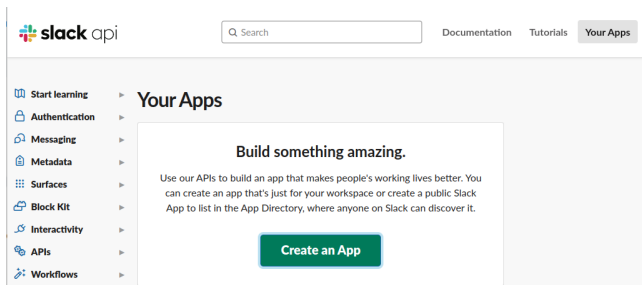 slack api
Search
Documentation
Tutorials
Your Apps
Start learning
Authentication
Messaging
Metadata
Surfaces
Block Kit
Interactivity
APIs
Workflows
Your Apps
Build something amazing.
Use our APIs to build an app that makes people's working lives better. You
can create an app that's just for your workspace or create a public Slack
App to list in the App Directory, where anyone on Slack can discover it.
Create an App